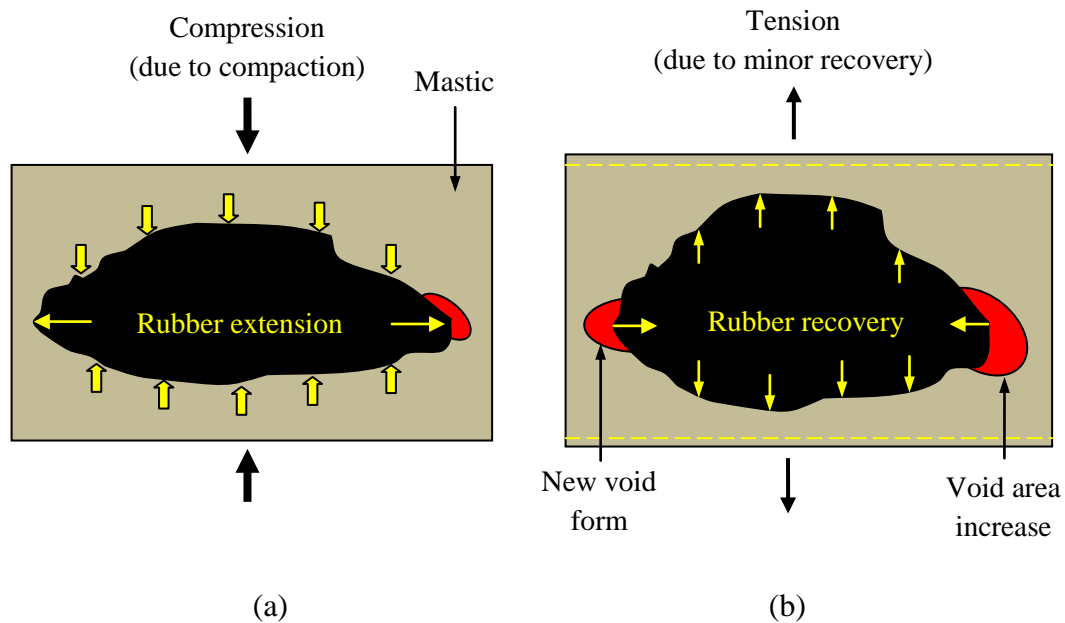 Compression
(due to compaction)
Mastic
Rubber extension
(a)
Tension
(due to minor recovery)
Rubber recovery
New void
form
Void area
increase
(b)